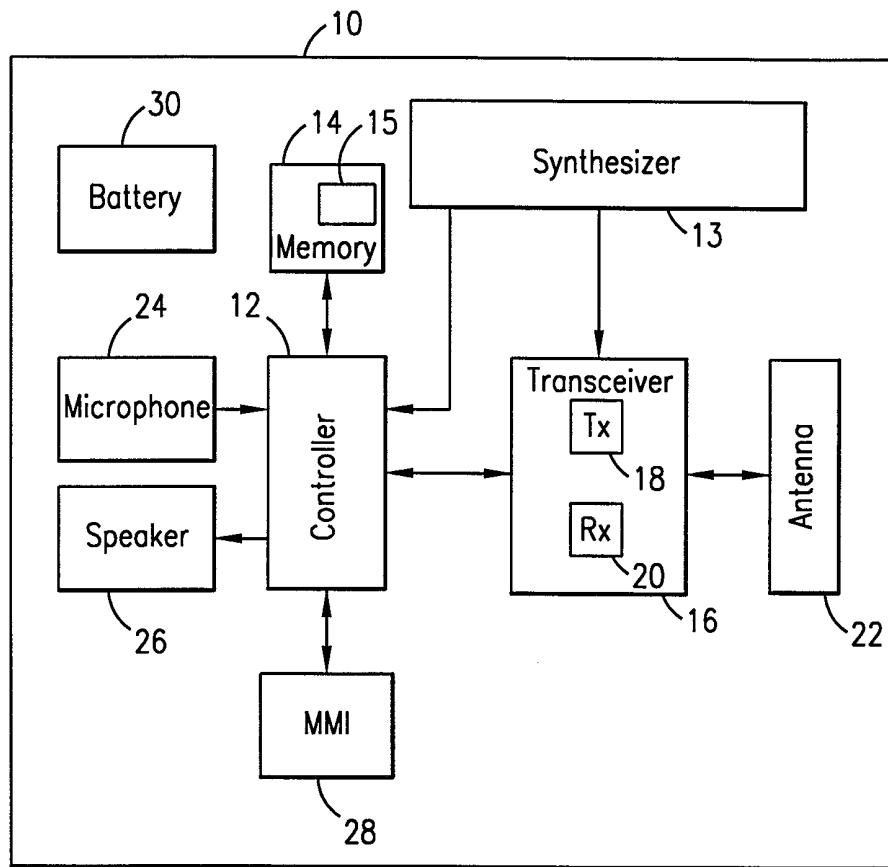 10
30
14
15
Battery
Memory
Synthesizer
13
24
12
Microphone
Controller
Transceiver
Tx
18
Rx
20
16
Antenna
22
Speaker
26
MMI
28